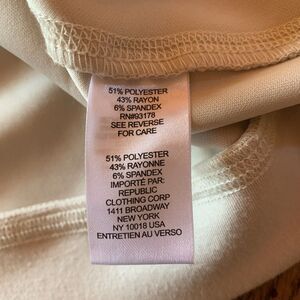 51% POLYESTER
43% RAYON
6% SPANDEX
RN#93178
SEE REVERSE
FOR CARE
51% POLYESTER
43% RAYONNE
6% SPANDEX
IMPORTÉ PAR:
REPUBLIC
CLOTHING CORP
1411 BROADWAY
NEW YORK
NY 10018 USA
ENTRETIEN AU VERSO